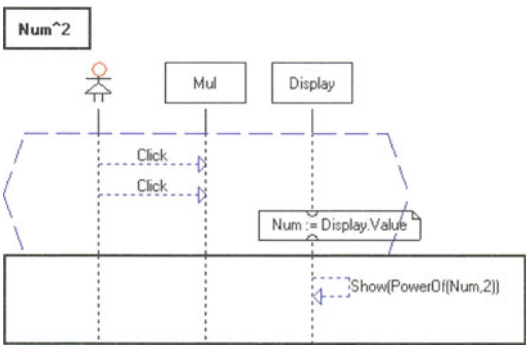 Num^2
Mul
Display
Click
Click
Num := Display.Value
Show(PowerOf(Num,2))